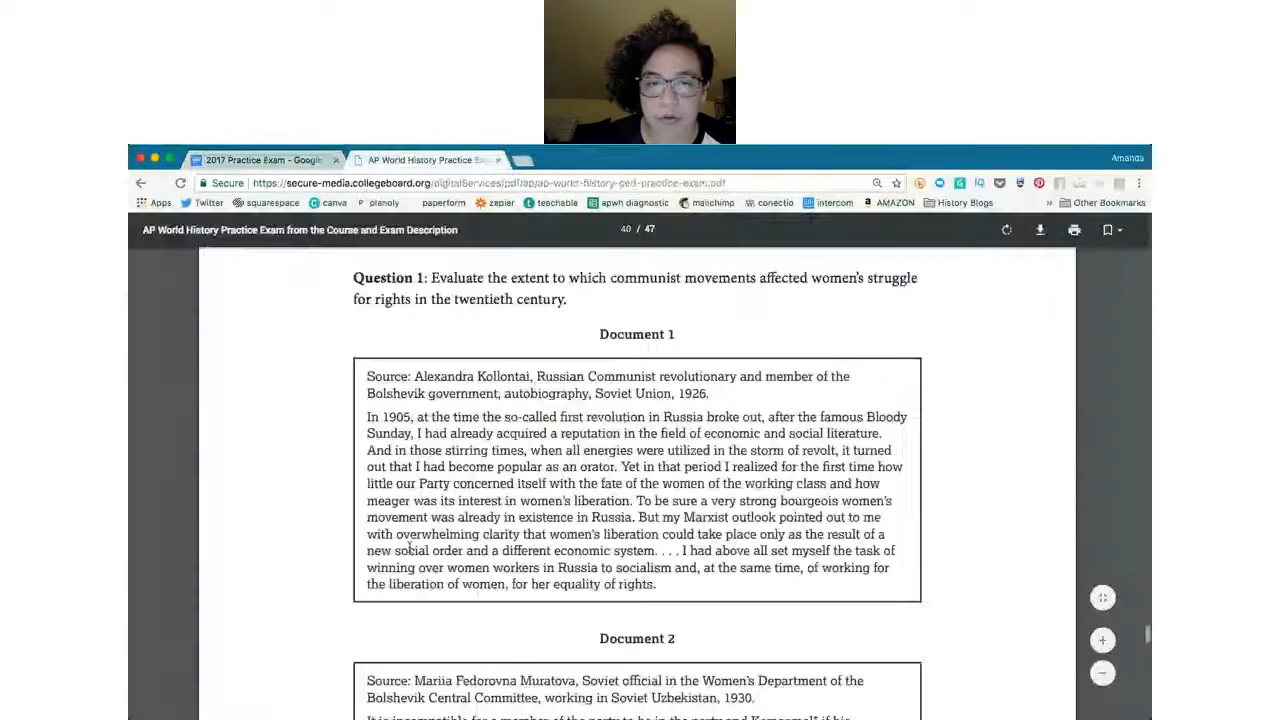 2017 Practice Exam - Google
AP World History Practice Ex
Amanda
Secure
https://secure-media.collegeboard.org/digitalServices/pdf/ap/ap-world-history-ced-practice-exam.pdf
Apps Twitter squarespace canva planoly paperform zapier teachable apwh diagnostic mailchimp conectio intercom AMAZON History Blogs » Other Bookmarks
AP World History Practice Exam from the Course and Exam Description
40 / 47
Question 1: Evaluate the extent to which communist movements affected women's struggle
for rights in the twentieth century.
Document 1
Source: Alexandra Kollontai, Russian Communist revolutionary and member of the
Bolshevik government, autobiography, Soviet Union, 1926.
In 1905, at the time the so-called first revolution in Russia broke out, after the famous Bloody
Sunday, I had already acquired a reputation in the field of economic and social literature.
And in those stirring times, when all energies were utilized in the storm of revolt, it turned
out that I had become popular as an orator. Yet in that period I realized for the first time how
little our Party concerned itself with the fate of the women of the working class and how
meager was its interest in women's liberation. To be sure a very strong bourgeois women's
movement was already in existence in Russia. But my Marxist outlook pointed out to me
with overwhelming clarity that women's liberation could take place only as the result of a
new social order and a different economic system. . . . I had above all set myself the task of
winning over women workers in Russia to socialism and, at the same time, of working for
the liberation of women, for her equality of rights.
Document 2
Source: Mariia Fedorovna Muratova, Soviet official in the Women's Department of the
Bolshevik Central Committee, working in Soviet Uzbekistan, 1930.